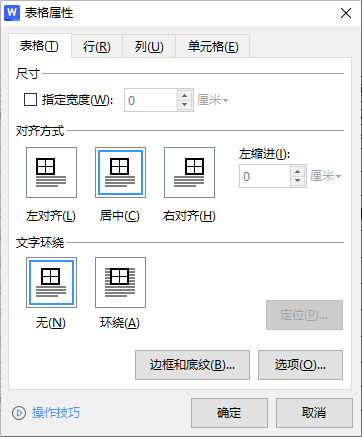 W 表格属性
表格(T) 行(R) 列(U) 单元格(E)
尺寸
指定宽度(W): 0 厘米
对齐方式
左缩进(I):
0 厘米
左对齐(L) 居中(C) 右对齐(H)
文字环绕
无(N) 环绕(A)
定位(P)...
边框和底纹(B)... 选项(O)...
操作技巧 确定 取消